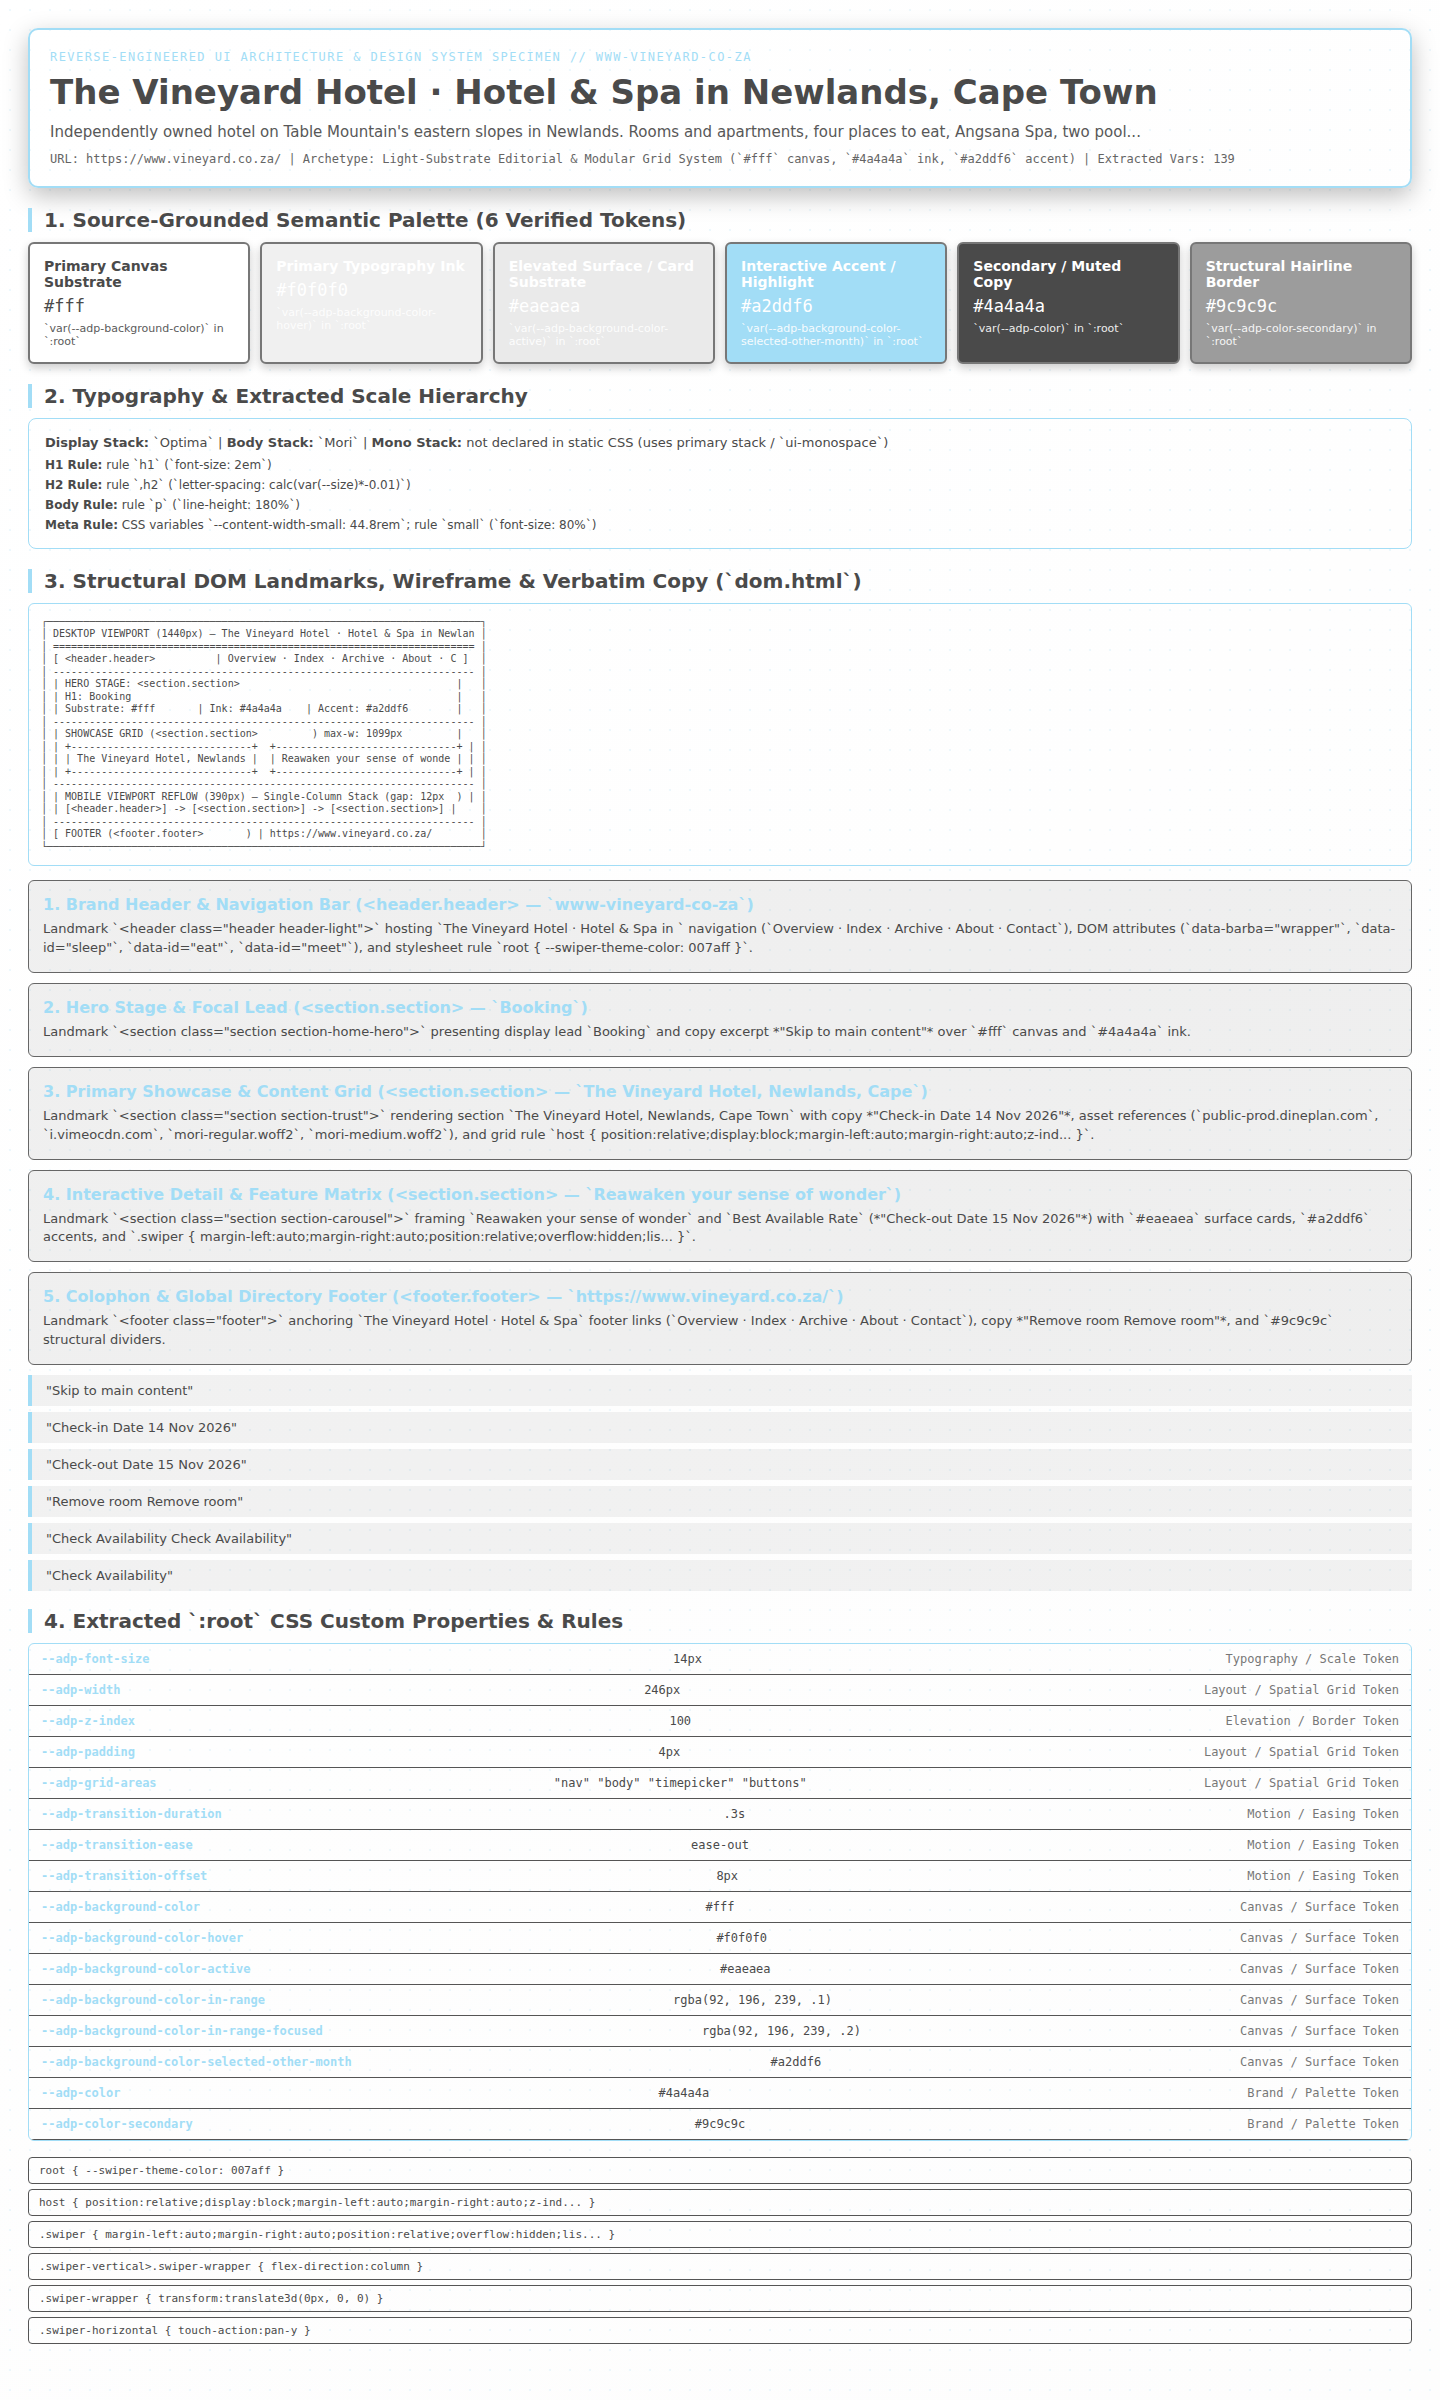 REVERSE-ENGINEERED UI ARCHITECTURE & DESIGN SYSTEM SPECIMEN // WWW-VINEYARD-CO-ZA
The Vineyard Hotel · Hotel & Spa in Newlands, Cape Town
Independently owned hotel on Table Mountain's eastern slopes in Newlands. Rooms and apartments, four places to eat, Angsana Spa, two pool...
URL: https://www.vineyard.co.za/ | Archetype: Light-Substrate Editorial & Modular Grid System (`#fff` canvas, `#4a4a4a` ink, `#a2ddf6` accent) | Extracted Vars: 139
1. Source-Grounded Semantic Palette (6 Verified Tokens)
Primary Canvas
Substrate
#fff
`var(--adp-background-color)` in
`:root`
Primary Typography Ink
#f0f0f0
`var(--adp-background-color-
hover)` in `:root`
Elevated Surface / Card
Substrate
#eaeaea
`var(--adp-background-color-
active)` in `:root`
Interactive Accent /
Highlight
#a2ddf6
`var(--adp-background-color-
selected-other-month)` in `:root`
Secondary / Muted
Copy
#4a4a4a
`var(--adp-color)` in `:root`
Structural Hairline
Border
#9c9c9c
`var(--adp-color-secondary)` in
`:root`
2. Typography & Extracted Scale Hierarchy
Display Stack: `Optima` | Body Stack: `Mori` | Mono Stack: not declared in static CSS (uses primary stack / `ui-monospace`)
H1 Rule: rule `h1` (`font-size: 2em`)
H2 Rule: rule `,h2` (`letter-spacing: calc(var(--size)*-0.01)`)
Body Rule: rule `p` (`line-height: 180%`)
Meta Rule: CSS variables `--content-width-small: 44.8rem`; rule `small` (`font-size: 80%`)
3. Structural DOM Landmarks, Wireframe & Verbatim Copy (`dom.html`)
DESKTOP VIEWPORT (1440px) — The Vineyard Hotel · Hotel & Spa in Newlan
======================================================================
[ <header.header>          | Overview · Index · Archive · About · C ]
----------------------------------------------------------------------
| HERO STAGE: <section.section>                                    |
| H1: Booking                                                      |
| Substrate: #fff       | Ink: #4a4a4a    | Accent: #a2ddf6        |
----------------------------------------------------------------------
| SHOWCASE GRID (<section.section>         ) max-w: 1099px         |
| +------------------------------+  +------------------------------+ |
| | The Vineyard Hotel, Newlands |  | Reawaken your sense of wonde | |
| +------------------------------+  +------------------------------+ |
----------------------------------------------------------------------
| MOBILE VIEWPORT REFLOW (390px) — Single-Column Stack (gap: 12px  ) |
| [<header.header>] -> [<section.section>] -> [<section.section>] |
----------------------------------------------------------------------
[ FOOTER (<footer.footer>       ) | https://www.vineyard.co.za/
1. Brand Header & Navigation Bar (<header.header> — `www-vineyard-co-za`)
Landmark `<header class="header header-light">` hosting `The Vineyard Hotel · Hotel & Spa in ` navigation (`Overview · Index · Archive · About · Contact`), DOM attributes (`data-barba="wrapper"`, `data-
id="sleep"`, `data-id="eat"`, `data-id="meet"`), and stylesheet rule `root { --swiper-theme-color: 007aff }`.
2. Hero Stage & Focal Lead (<section.section> — `Booking`)
Landmark `<section class="section section-home-hero">` presenting display lead `Booking` and copy excerpt *"Skip to main content"* over `#fff` canvas and `#4a4a4a` ink.
3. Primary Showcase & Content Grid (<section.section> — `The Vineyard Hotel, Newlands, Cape`)
Landmark `<section class="section section-trust">` rendering section `The Vineyard Hotel, Newlands, Cape Town` with copy *"Check-in Date 14 Nov 2026"*, asset references (`public-prod.dineplan.com`,
`i.vimeocdn.com`, `mori-regular.woff2`, `mori-medium.woff2`), and grid rule `host { position:relative;display:block;margin-left:auto;margin-right:auto;z-ind... }`.
4. Interactive Detail & Feature Matrix (<section.section> — `Reawaken your sense of wonder`)
Landmark `<section class="section section-carousel">` framing `Reawaken your sense of wonder` and `Best Available Rate` (*"Check-out Date 15 Nov 2026"*) with `#eaeaea` surface cards, `#a2ddf6`
accents, and `.swiper { margin-left:auto;margin-right:auto;position:relative;overflow:hidden;lis... }`.
5. Colophon & Global Directory Footer (<footer.footer> — `https://www.vineyard.co.za/`)
Landmark `<footer class="footer">` anchoring `The Vineyard Hotel · Hotel & Spa` footer links (`Overview · Index · Archive · About · Contact`), copy *"Remove room Remove room"*, and `#9c9c9c`
structural dividers.
"Skip to main content"
"Check-in Date 14 Nov 2026"
"Check-out Date 15 Nov 2026"
"Remove room Remove room"
"Check Availability Check Availability"
"Check Availability"
4. Extracted `:root` CSS Custom Properties & Rules
--adp-font-size 14px Typography / Scale Token
--adp-width 246px Layout / Spatial Grid Token
--adp-z-index 100 Elevation / Border Token
--adp-padding 4px Layout / Spatial Grid Token
--adp-grid-areas "nav" "body" "timepicker" "buttons" Layout / Spatial Grid Token
--adp-transition-duration .3s Motion / Easing Token
--adp-transition-ease ease-out Motion / Easing Token
--adp-transition-offset 8px Motion / Easing Token
--adp-background-color #fff Canvas / Surface Token
--adp-background-color-hover #f0f0f0 Canvas / Surface Token
--adp-background-color-active #eaeaea Canvas / Surface Token
--adp-background-color-in-range rgba(92, 196, 239, .1) Canvas / Surface Token
--adp-background-color-in-range-focused rgba(92, 196, 239, .2) Canvas / Surface Token
--adp-background-color-selected-other-month #a2ddf6 Canvas / Surface Token
--adp-color #4a4a4a Brand / Palette Token
--adp-color-secondary #9c9c9c Brand / Palette Token
root { --swiper-theme-color: 007aff }
host { position:relative;display:block;margin-left:auto;margin-right:auto;z-ind... }
.swiper { margin-left:auto;margin-right:auto;position:relative;overflow:hidden;lis... }
.swiper-vertical>.swiper-wrapper { flex-direction:column }
.swiper-wrapper { transform:translate3d(0px, 0, 0) }
.swiper-horizontal { touch-action:pan-y }